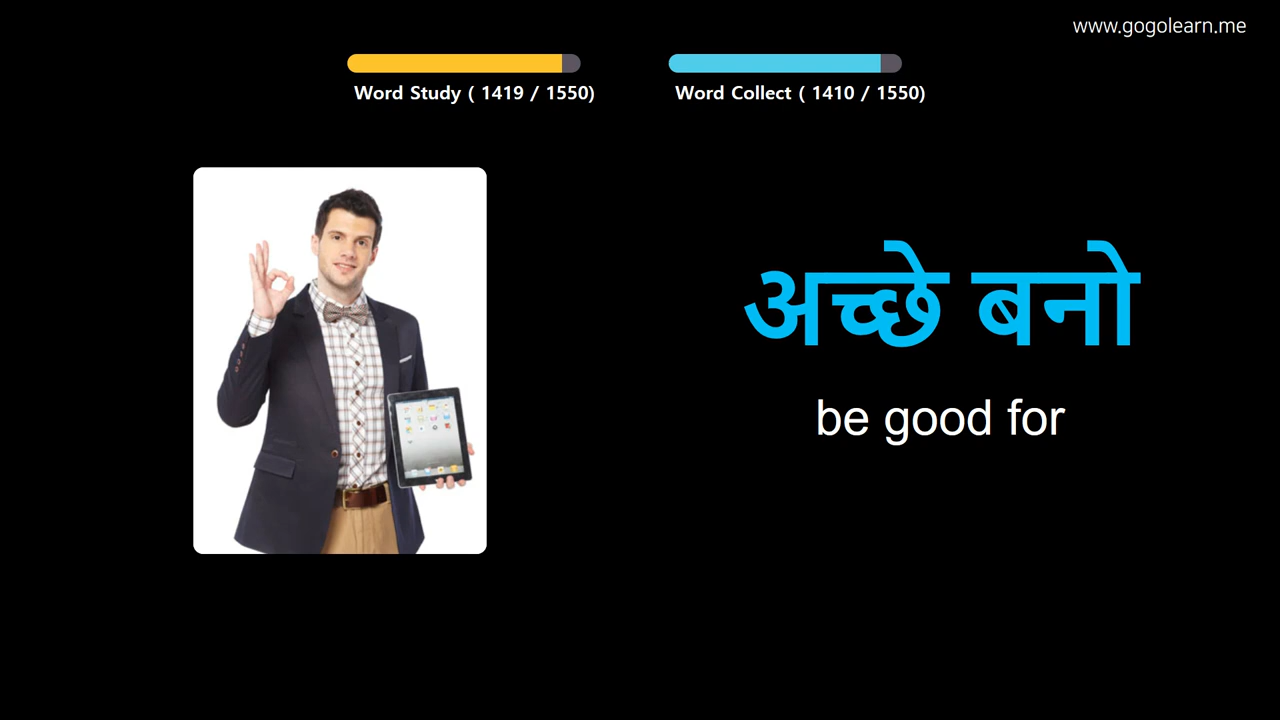 www.gogolearn.me
Word Study ( 1419 / 1550)
Word Collect ( 1410 / 1550)
अच्छे बनो
be good for